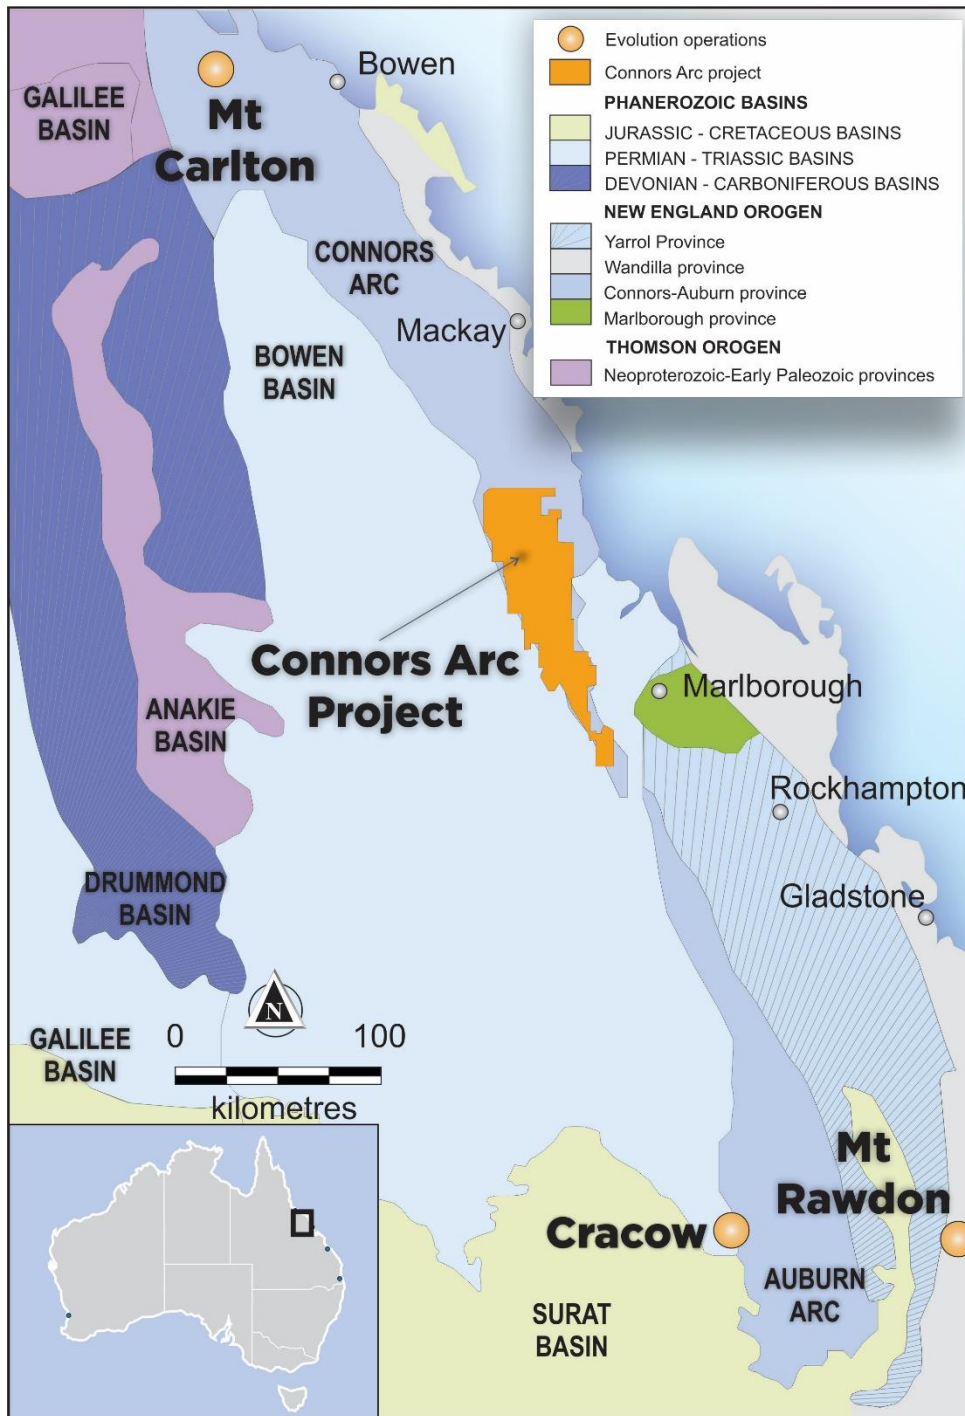 Evolution operations
Connors Arc project
PHANEROZOIC BASINS
JURASSIC - CRETACEOUS BASINS
PERMIAN - TRIASSIC BASINS
DEVONIAN - CARBONIFEROUS BASINS
NEW ENGLAND OROGEN
Yarrol Province
Wandilla province
Connors-Auburn province
Marlborough province
THOMSON OROGEN
Neoproterozoic-Early Paleozoic provinces
Bowen
GALILEE
BASIN
Mt
Carlton
CONNORS
ARC
Mackay
BOWEN
BASIN
Connors Arc
Project
Marlborough
ANAKIE
BASIN
Rockhampton
DRUMMOND
BASIN
Gladstone
N
0 100
kilometres
GALILEE
BASIN
Mt
Rawdon
Cracow
AUBURN
ARC
SURAT
BASIN